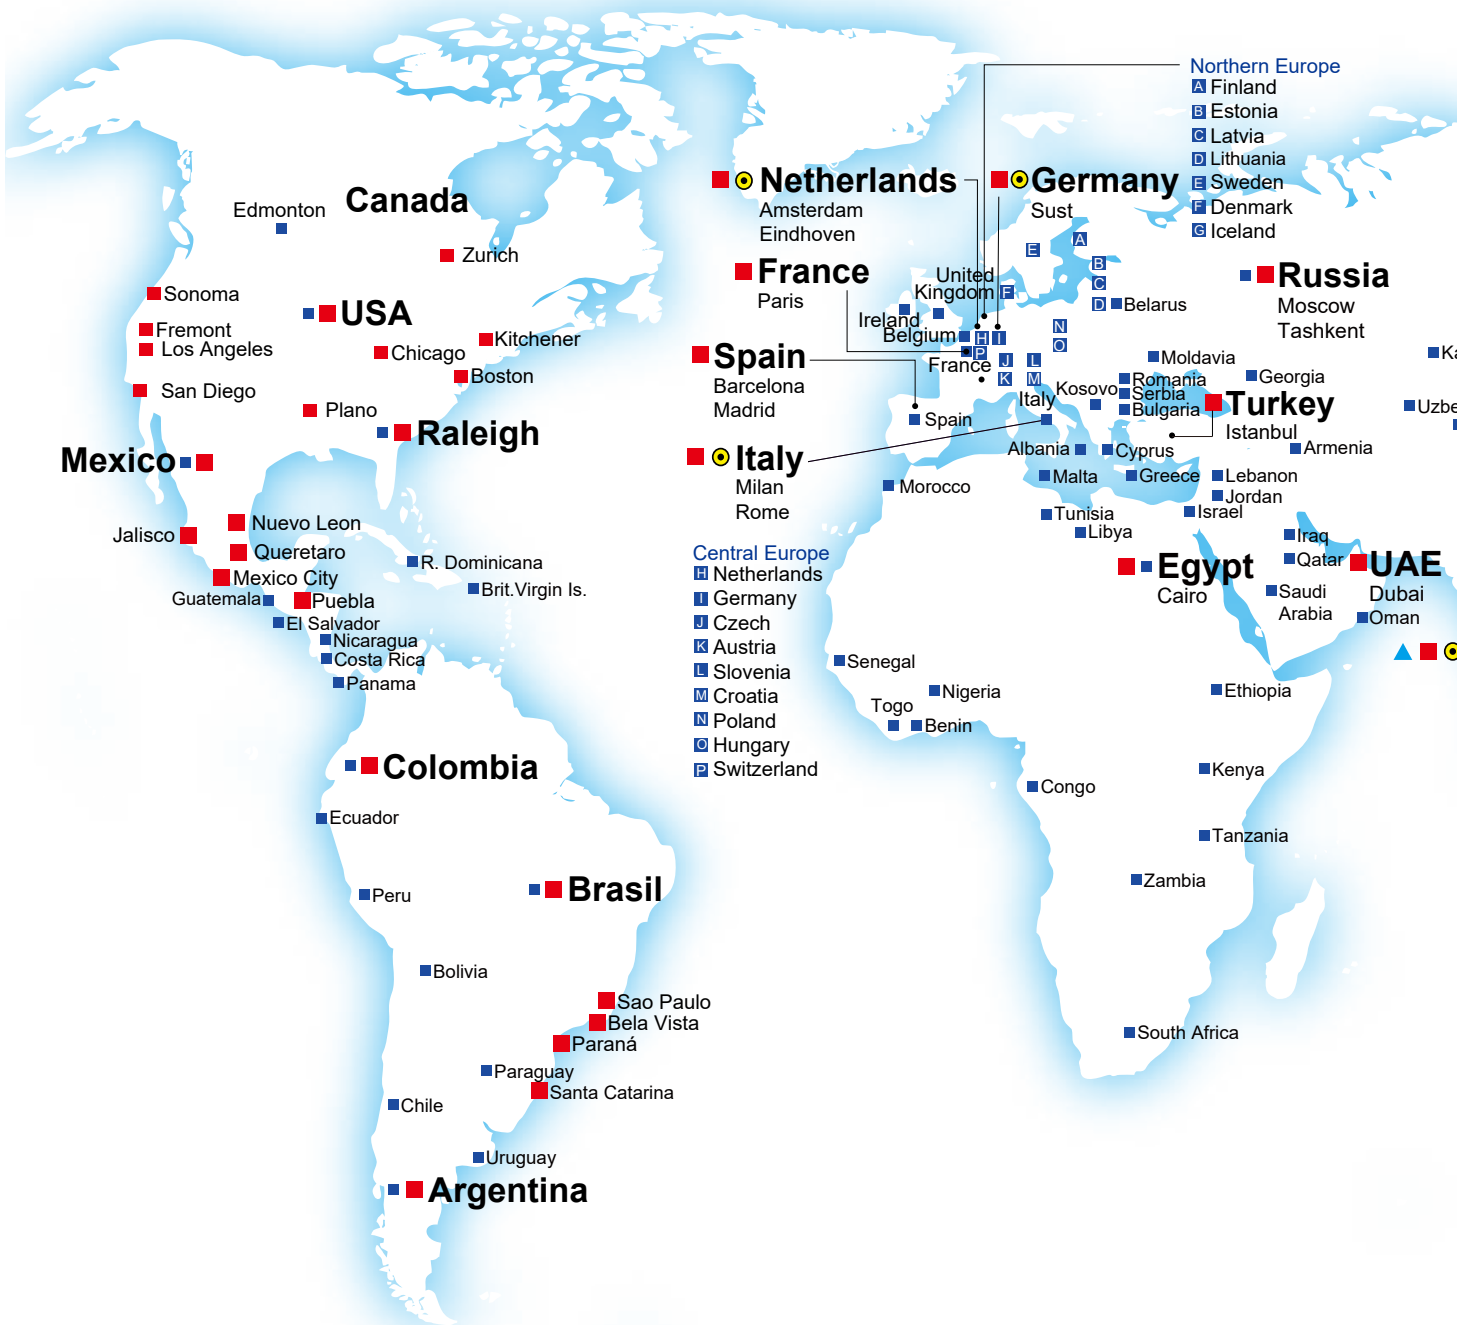 Canada
Edmonton
Zurich
Sonoma
USA
Fremont
Los Angeles
Kitchener
Chicago
Boston
San Diego
Plano
Raleigh
Mexico
Nuevo Leon
Jalisco
Queretaro
Mexico City
Guatemala
Puebla
El Salvador
Nicaragua
Costa Rica
Panama
R. Dominicana
Brit.Virgin Is.
Colombia
Ecuador
Peru
Brasil
Bolivia
Sao Paulo
Bela Vista
Paraná
Paraguay
Santa Catarina
Chile
Uruguay
Argentina
Netherlands
Amsterdam
Eindhoven
Germany
Sust
France
Paris
Spain
Barcelona
Madrid
Italy
Milan
Rome
Northern Europe
A Finland
B Estonia
C Latvia
D Lithuania
E Sweden
F Denmark
G Iceland
Central Europe
H Netherlands
I Germany
J Czech
K Austria
L Slovenia
M Croatia
N Poland
O Hungary
P Switzerland
E
A
B
C
D
F
N
O
H
I
P
J
L
K
M
United
Kingdom
Ireland
Belgium
France
Spain
Italy
Kosovo
Belarus
Moldavia
Romania
Serbia
Bulgaria
Georgia
Russia
Moscow
Tashkent
Turkey
Istanbul
Armenia
Albania
Cyprus
Malta
Greece
Lebanon
Jordan
Israel
Morocco
Tunisia
Libya
Iraq
Qatar
UAE
Dubai
Egypt
Cairo
Saudi
Arabia
Oman
Senegal
Nigeria
Togo
Benin
Ethiopia
Kenya
Congo
Tanzania
Zambia
South Africa
Ka
Uzbe